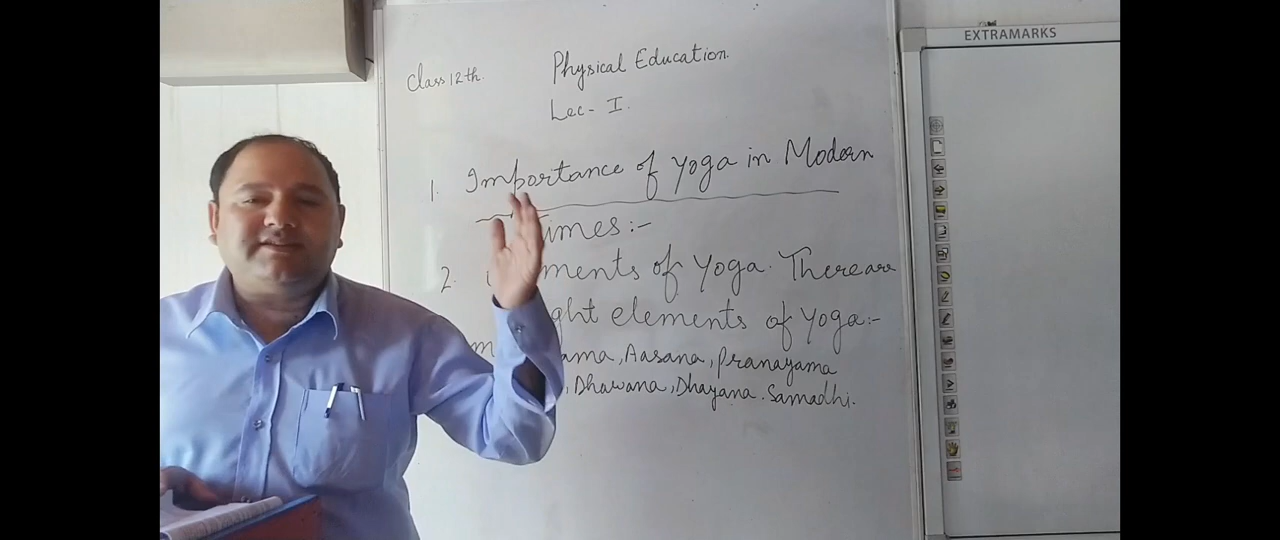 EXTRAMARKS
Class 12th.
Physical Education.
Lec - I.
1. Importance of Yoga in Modern
imes:-
2. ments of Yoga. There are
ght elements of Yoga:-
ama, Aasana, Pranayama
, Dharana, Dhayana. Samadhi.